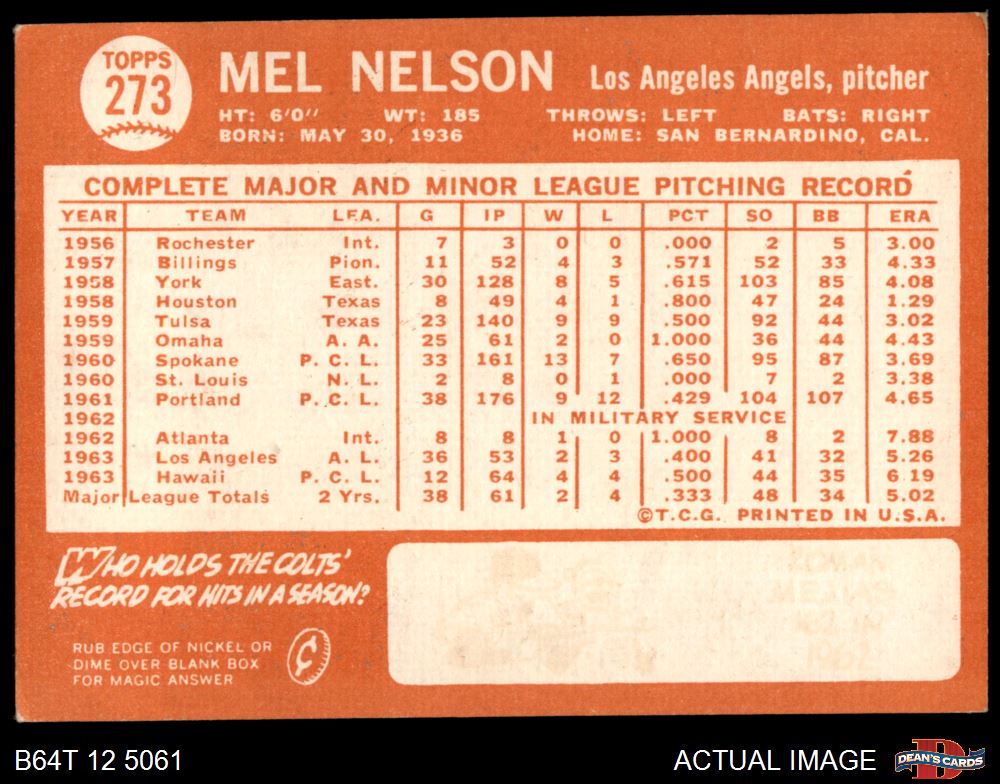 TOPPS
273
MEL NELSON Los Angeles Angels, pitcher
HT: 6'0" WT: 185 THROWS: LEFT BATS: RIGHT
BORN: MAY 30, 1936 HOME: SAN BERNARDINO, CAL.
COMPLETE MAJOR AND MINOR LEAGUE PITCHING RECORD
YEAR TEAM LEA. G IP W L PCT SO BB ERA
1956 Rochester Int. 7 3 0 0 .000 2 5 3.00
1957 Billings Pion. 11 52 4 3 .571 52 33 4.33
1958 York East. 30 128 8 5 .615 103 85 4.08
1958 Houston Texas 8 49 4 1 .800 47 24 1.29
1959 Tulsa Texas 23 140 9 9 .500 92 44 3.02
1959 Omaha A. A. 25 61 2 0 1.000 36 44 4.43
1960 Spokane P. C. L. 33 161 13 7 .650 95 87 3.69
1960 St. Louis N. L. 2 8 0 1 .000 7 2 3.38
1961 Portland P. C. L. 38 176 9 12 .429 104 107 4.65
1962 IN MILITARY SERVICE
1962 Atlanta Int. 8 8 1 0 1.000 8 2 7.88
1963 Los Angeles A. L. 36 53 2 3 .400 41 32 5.26
1963 Hawaii P. C. L. 12 64 4 4 .500 44 35 6.19
Major League Totals 2 Yrs. 38 61 2 4 .333 48 34 5.02
©T.C.G. PRINTED IN U.S.A.
WHO HOLDS THE COLTS'
RECORD FOR HITS IN A SEASON?
RUB EDGE OF NICKEL OR
DIME OVER BLANK BOX
FOR MAGIC ANSWER
¢
ROMAN
MEJIAS
162 IN
1962
B64T 12 5061 ACTUAL IMAGE
D
DEAN'S CARDS